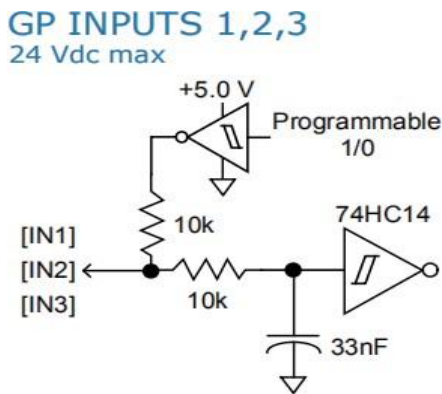 GP INPUTS 1,2,3
24 Vdc max
+5.0 V
Programmable
1/0
10k
74HC14
[IN1]
[IN2]
[IN3]
10k
33nF